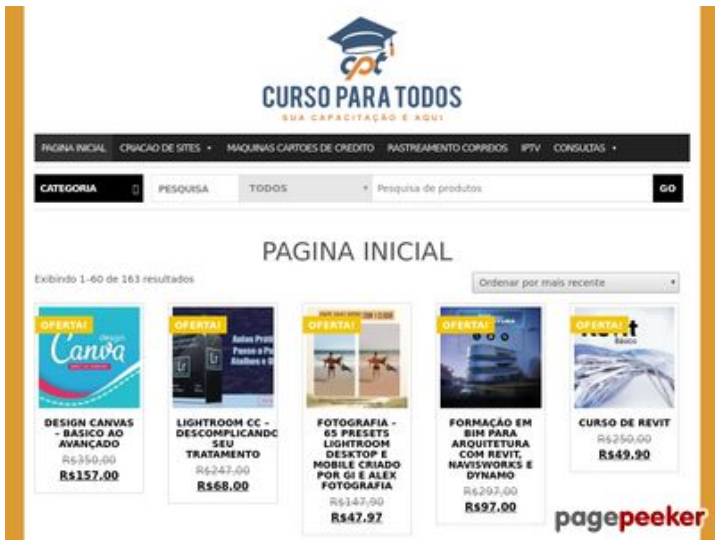 cpt
CURSO PARA TODOS
SUA CAPACITAÇÃO É AQUI
PAGINA INICIAL CRIACAO DE SITES MAQUINAS CARTOES DE CREDITO RASTREAMENTO CORREIOS IPTV CONSULTAS
CATEGORIA PESQUISA TODOS Pesquisa de produtos GO
PAGINA INICIAL
Exibindo 1–60 de 163 resultados
Ordenar por mais recente
OFERTA!
design
Canva
DESIGN CANVAS
– BASICO AO
AVANÇADO
R$350,00
R$157,00
OFERTA!
Lr
Lr
LIGHTROOM CC –
DESCOMPLICANDO
SEU
TRATAMENTO
R$247,00
R$68,00
OFERTA!
FOTOGRAFIA –
65 PRESETS
LIGHTROOM
DESKTOP E
MOBILE CRIADO
POR GI E ALEX
FOTOGRAFIA
R$147,90
R$47,97
OFERTA!
FORMAÇÃO EM
BIM PARA
ARQUITETURA
COM REVIT,
NAVISWORKS E
DYNAMO
R$297,00
R$97,00
OFERTA!
Básico
CURSO DE REVIT
R$250,00
R$49,90
pagepeeker